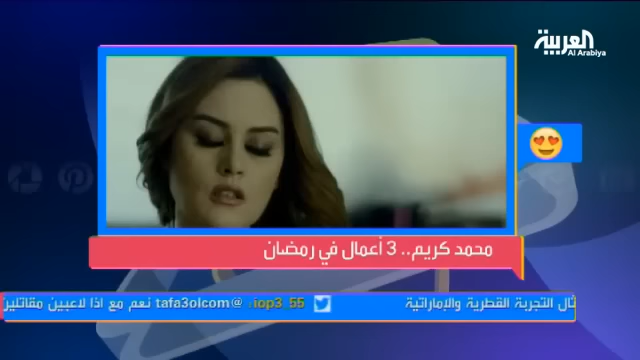 العربية
Al Arabiya
محمد كريم.. 3 أعمال في رمضان
ثال التجربة القطرية والإماراتية
iop3_55: @tafa3olcom نعم مع اذا لاعبين مقاتلين